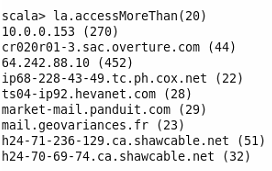 scala> la.accessMoreThan(20)
10.0.0.153 (270)
cr020r01-3.sac.overture.com (44)
64.242.88.10 (452)
ip68-228-43-49.tc.ph.cox.net (22)
ts04-ip92.hevanet.com (28)
market-mail.panduit.com (29)
mail.geovariances.fr (23)
h24-71-236-129.ca.shawcable.net (51)
h24-70-69-74.ca.shawcable.net (32)